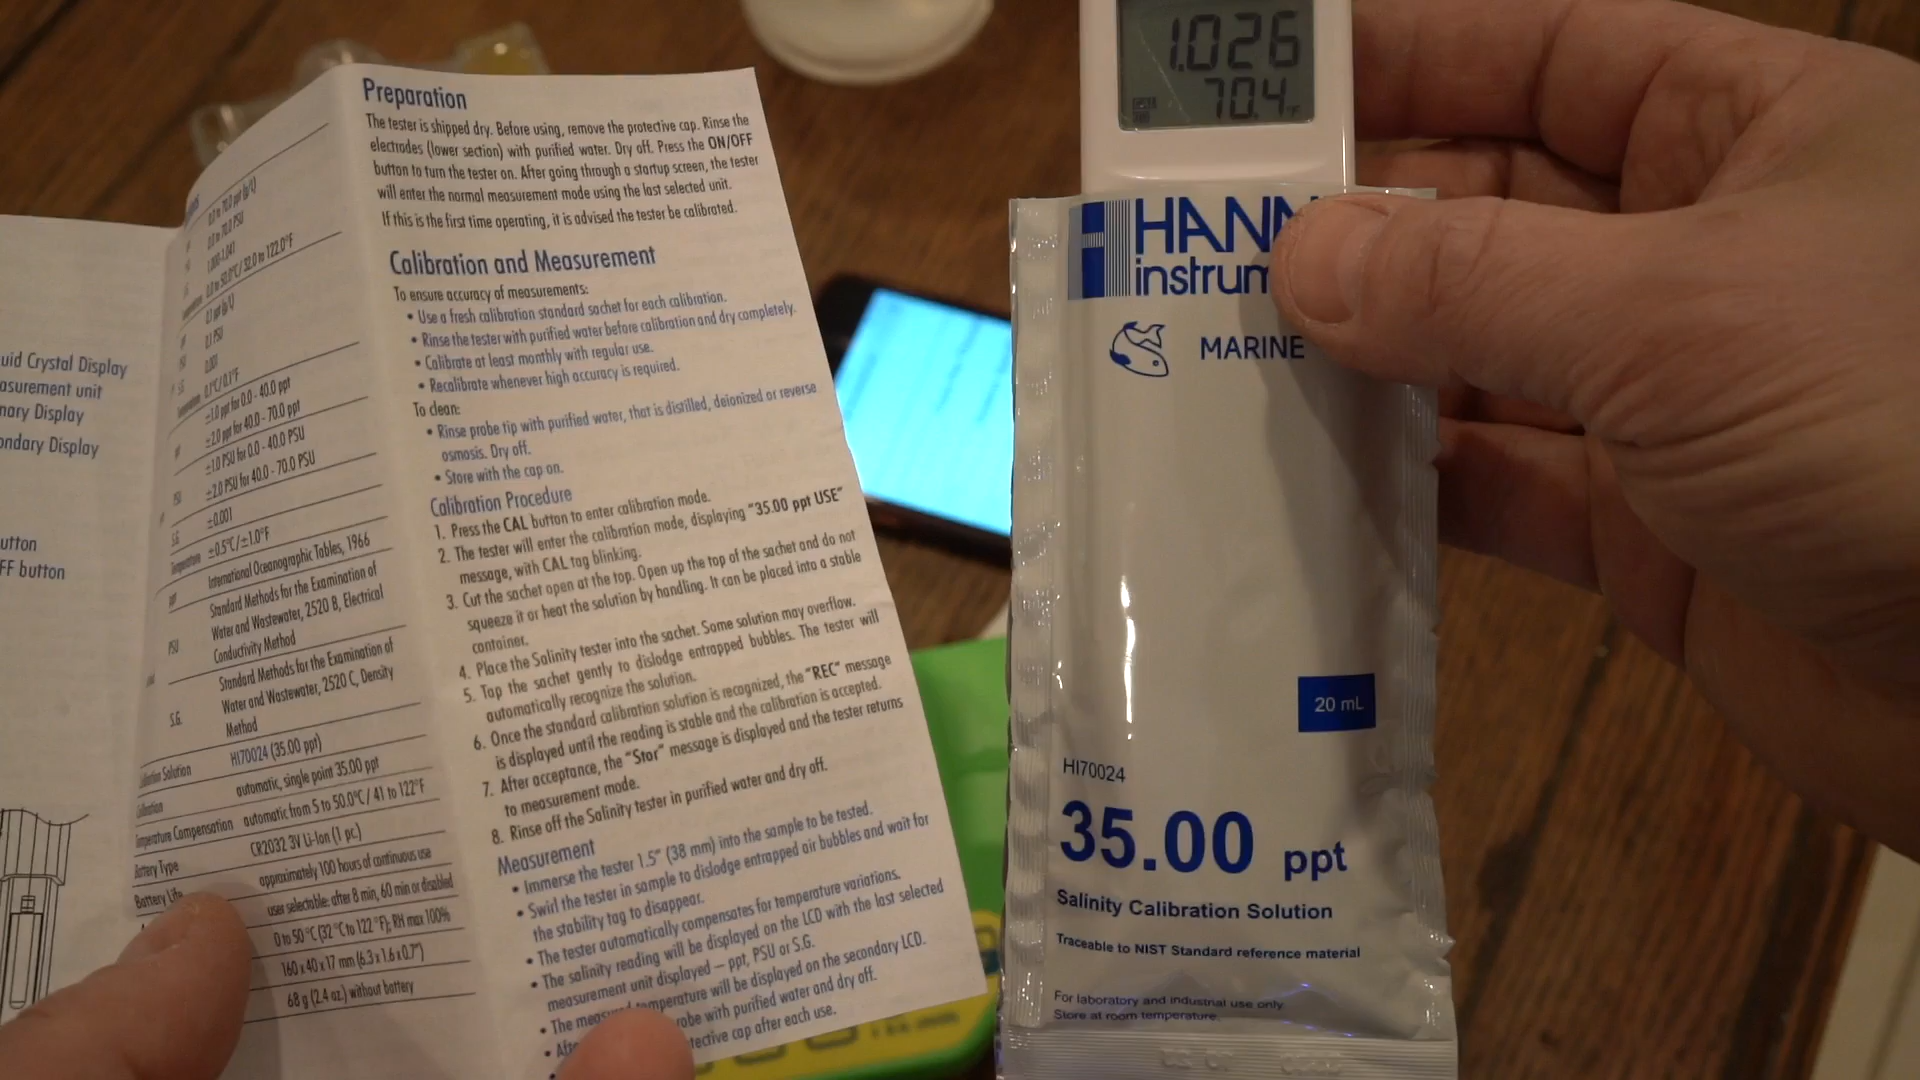 uid Crystal Display
asurement unit
nary Display
ondary Display
utton
FF button
0.0 to 70.0 ppt (g/L)
0.0 to 70.0 PSU
1.000-1.041
0.0 to 50.0°C/ 32.0 to 122.0°F
0.1 ppt (g/L)
0.1 PSU
0.001
0.1°C/ 0.1°F
±1.0 ppt for 0.0 - 40.0 ppt
±2.0 ppt for 40.0 - 70.0 ppt
±1.0 PSU for 0.0 - 40.0 PSU
PSU ±2.0 PSU for 40.0 - 70.0 PSU
S.G. ±0.001
Temperature ±0.5°C/±1.0°F
International Oceanographic Tables, 1966
Standard Methods for the Examination of
PSU Water and Wastewater, 2520 B, Electrical
Conductivity Method
Standard Methods for the Examination of
S.G. Water and Wastewater, 2520 C, Density
Method
Solution HI70024 (35.00 ppt)
automatic, single point 35.00 ppt
Temperature Compensation automatic from 5 to 50.0°C/ 41 to 122°F
Battery Type CR2032 3V Li-Ion (1 pc.)
Battery Life approximately 100 hours of continuous use
user selectable: after 8 min, 60 min or disabled
0 to 50 °C (32 °C to 122 °F); RH max 100%
160 x 40 x 17 mm (6.3 x 1.6 x 0.7")
68 g (2.4 oz.) without battery
Preparation
The tester is shipped dry. Before using, remove the protective cap. Rinse the
electrodes (lower section) with purified water. Dry off. Press the ON/OFF
button to turn the tester on. After going through a startup screen, the tester
will enter the normal measurement mode using the last selected unit.
If this is the first time operating, it is advised the tester be calibrated.
Calibration and Measurement
To ensure accuracy of measurements:
• Use a fresh calibration standard sachet for each calibration.
• Rinse the tester with purified water before calibration and dry completely.
• Calibrate at least monthly with regular use.
• Recalibrate whenever high accuracy is required.
To clean:
• Rinse probe tip with purified water, that is distilled, deionized or reverse
osmosis. Dry off.
• Store with the cap on.
Calibration Procedure
1. Press the CAL button to enter calibration mode.
2. The tester will enter the calibration mode, displaying "35.00 ppt USE"
message, with CAL tag blinking.
3. Cut the sachet open at the top. Open up the top of the sachet and do not
squeeze it or heat the solution by handling. It can be placed into a stable
container.
4. Place the Salinity tester into the sachet. Some solution may overflow.
5. Tap the sachet gently to dislodge entrapped bubbles. The tester will
automatically recognize the solution.
6. Once the standard calibration solution is recognized, the "REC" message
is displayed until the reading is stable and the calibration is accepted.
7. After acceptance, the "Stor" message is displayed and the tester returns
to measurement mode.
8. Rinse off the Salinity tester in purified water and dry off.
Measurement
• Immerse the tester 1.5" (38 mm) into the sample to be tested.
• Swirl the tester in sample to dislodge entrapped air bubbles and wait for
the stability tag to disappear.
• The tester automatically compensates for temperature variations.
• The salinity reading will be displayed on the LCD with the last selected
measurement unit displayed – ppt, PSU or S.G.
• The temperature will be displayed on the secondary LCD.
• with purified water and dry off.
• cap after each use.
1.026
70.4 °F
HANN
instrum
MARINE
20 mL
HI70024
35.00 ppt
Salinity Calibration Solution
Traceable to NIST Standard reference material
For laboratory and industrial use only.
Store at room temperature.